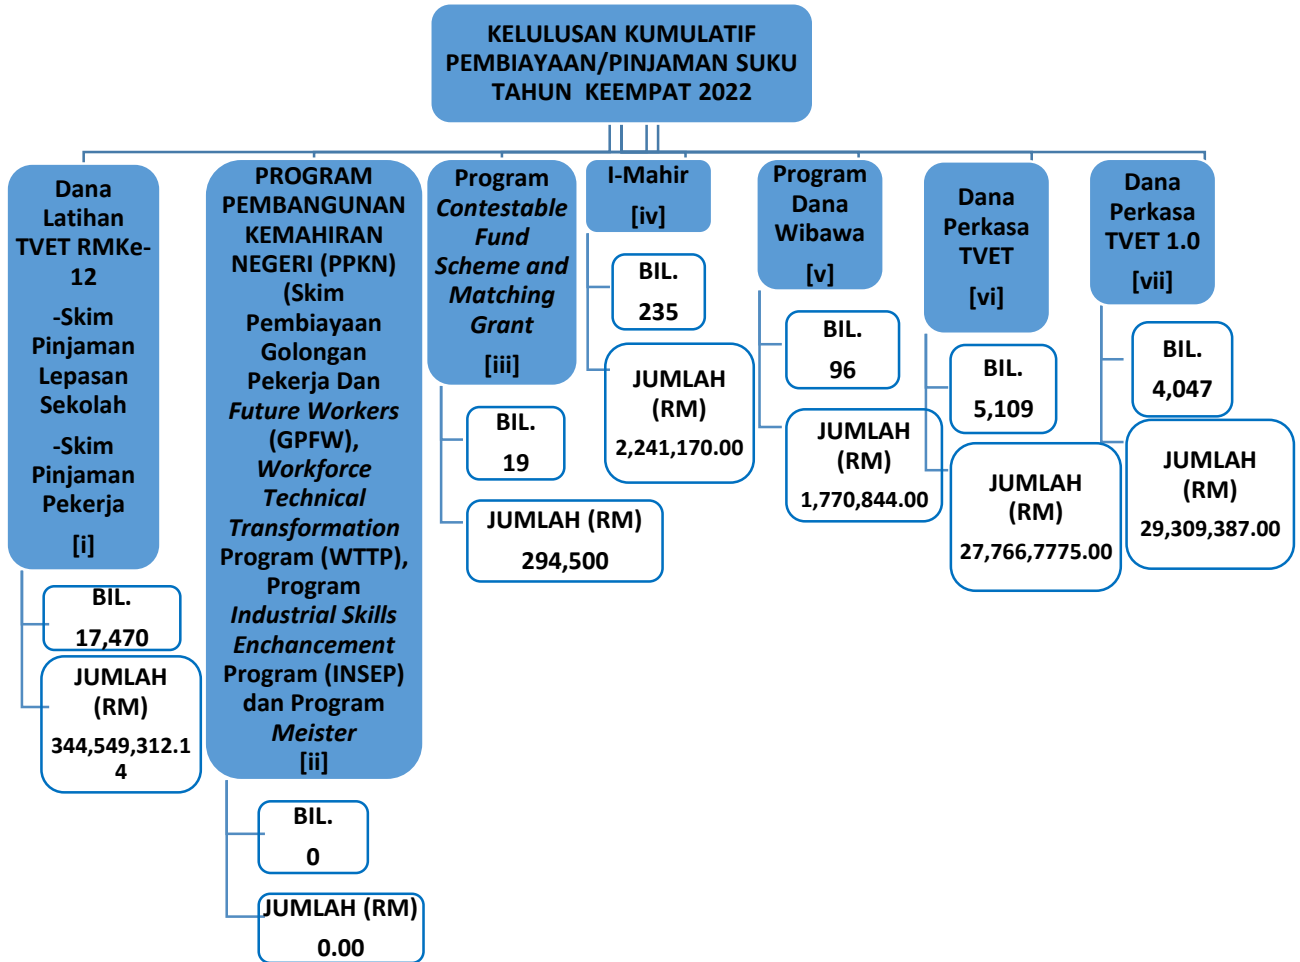 KELULUSAN KUMULATIF
PEMBIAYAAN/PINJAMAN SUKU
TAHUN KEEMPAT 2022
Dana
Latihan
TVET RMKe-
12
-Skim
Pinjaman
Lepasan
Sekolah
-Skim
Pinjaman
Pekerja
[i]
BIL.
17,470
JUMLAH
(RM)
344,549,312.1
4
PROGRAM
PEMBANGUNAN
KEMAHIRAN
NEGERI (PPKN)
(Skim
Pembiayaan
Golongan
Pekerja Dan
Future Workers
(GPFW),
Workforce
Technical
Transformation
Program (WTTP),
Program
Industrial Skills
Enchancement
Program (INSEP)
dan Program
Meister
[ii]
BIL.
0
JUMLAH (RM)
0.00
Program
Contestable
Fund
Scheme and
Matching
Grant
[iii]
BIL.
19
JUMLAH (RM)
294,500
I-Mahir
[iv]
BIL.
235
JUMLAH
(RM)
2,241,170.00
Program
Dana
Wibawa
[v]
BIL.
96
JUMLAH
(RM)
1,770,844.00
Dana
Perkasa
TVET
[vi]
BIL.
5,109
JUMLAH
(RM)
27,766,7775.00
Dana
Perkasa
TVET 1.0
[vii]
BIL.
4,047
JUMLAH
(RM)
29,309,387.00